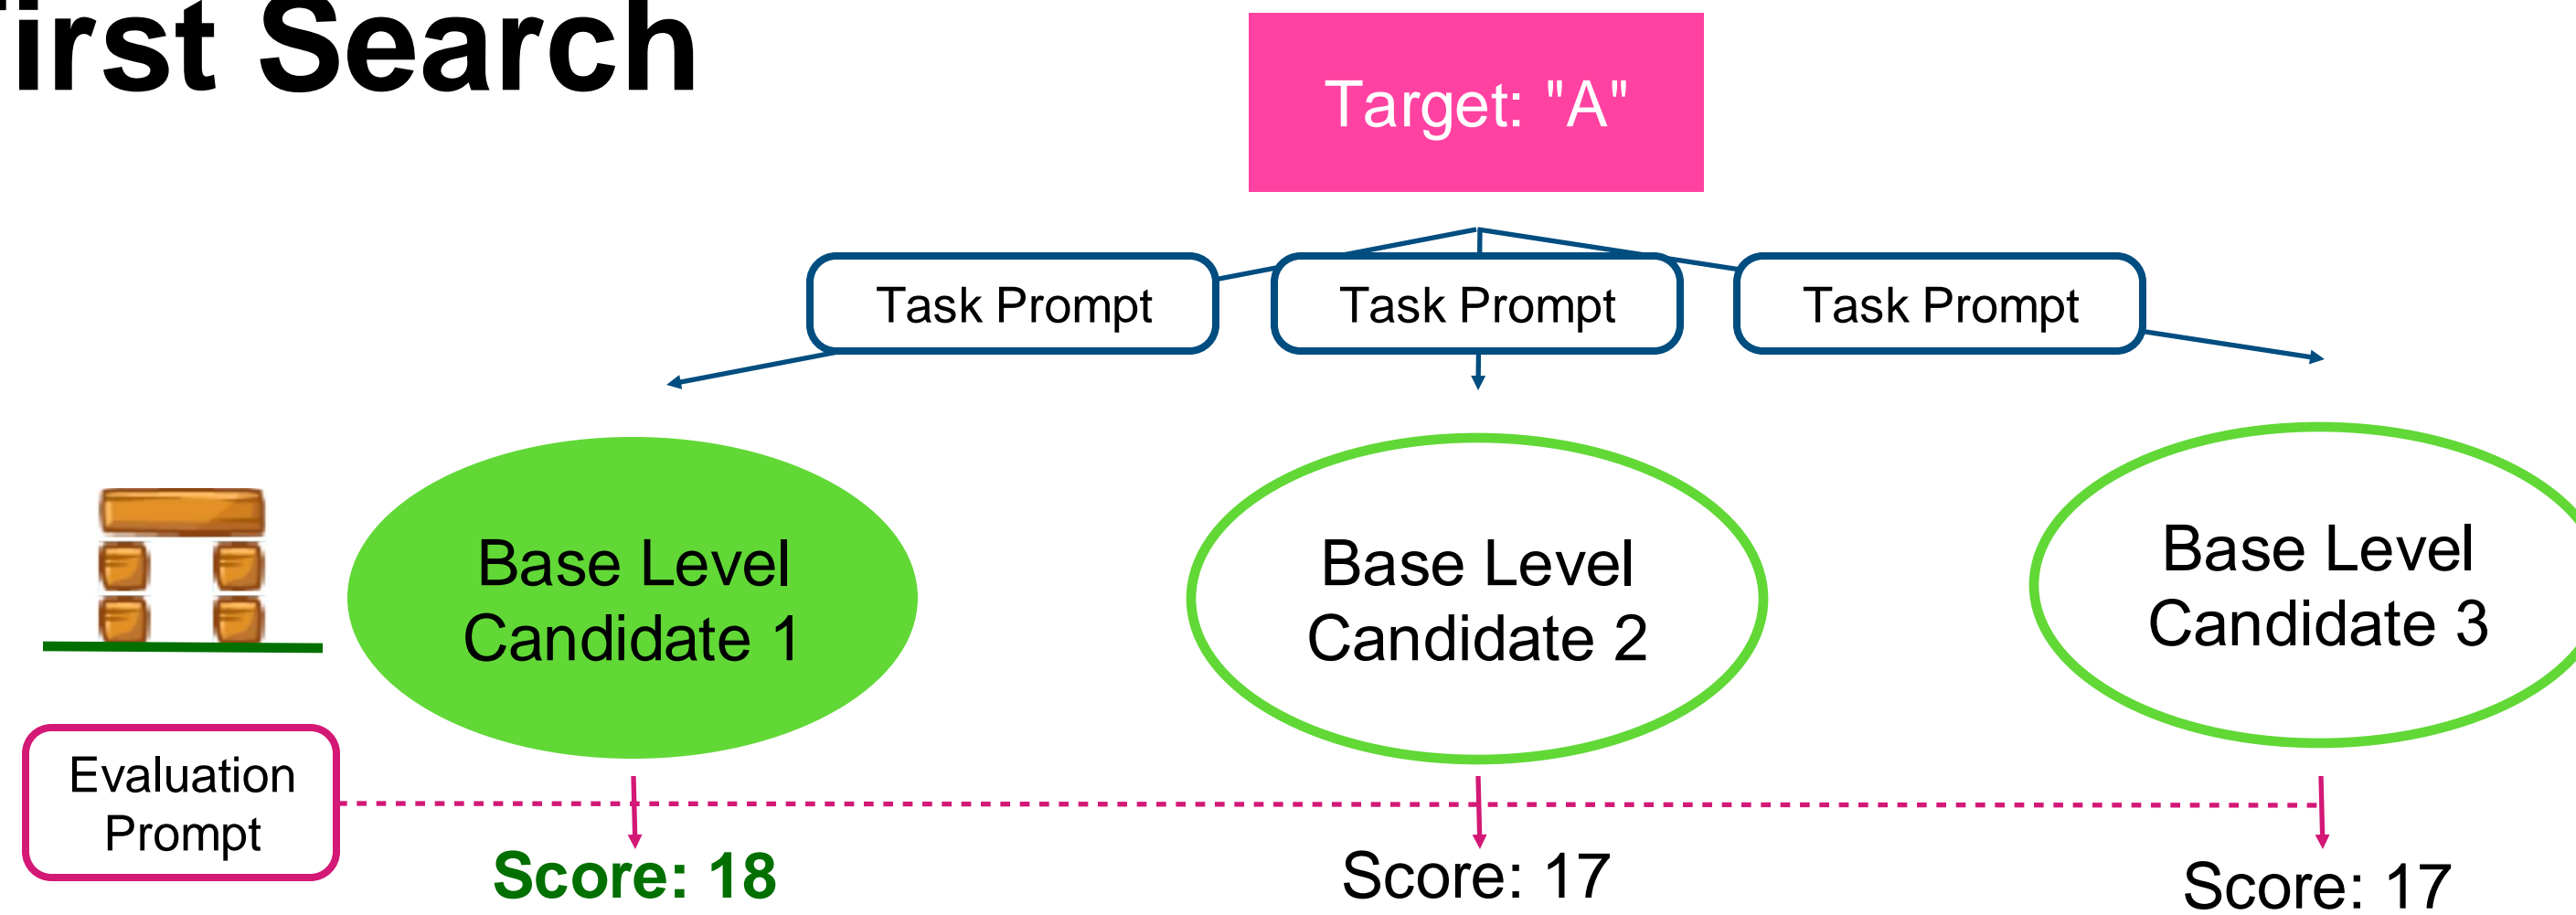 First Search
Target: "A"
Task Prompt
Task Prompt
Task Prompt
Base Level
Candidate 1
Base Level
Candidate 2
Base Level
Candidate 3
Evaluation
Prompt
Score: 18
Score: 17
Score: 17